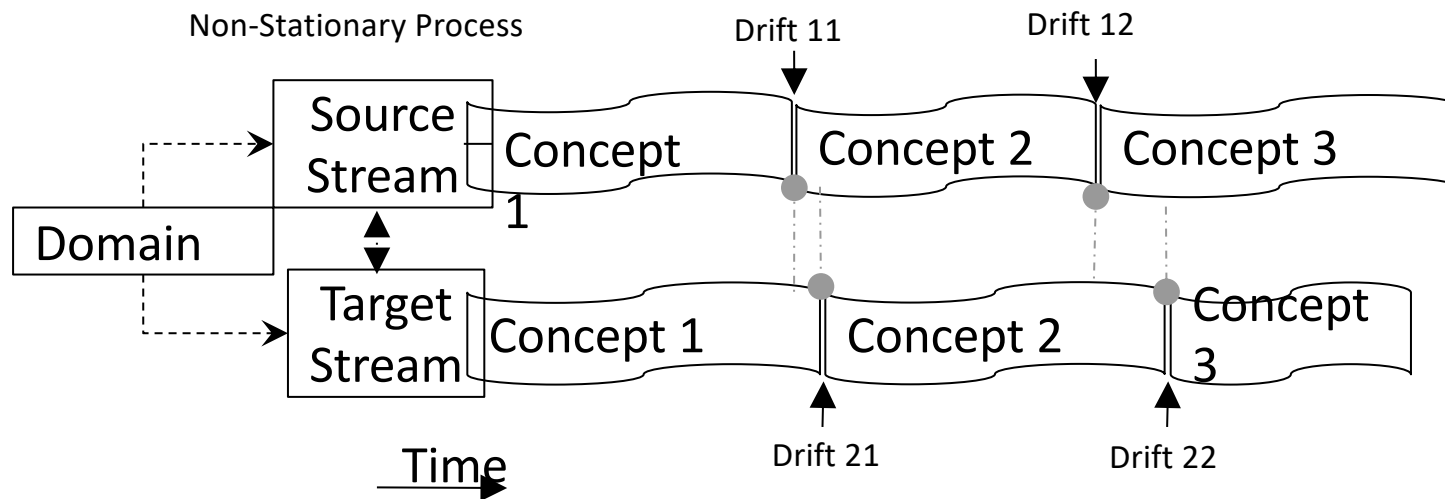 Non-Stationary Process
Drift 11
Drift 12
Source
Stream
Concept
1
Concept 2
Concept 3
Domain
Target
Stream
Concept 1
Concept 2
Concept
3
Drift 21
Drift 22
Time